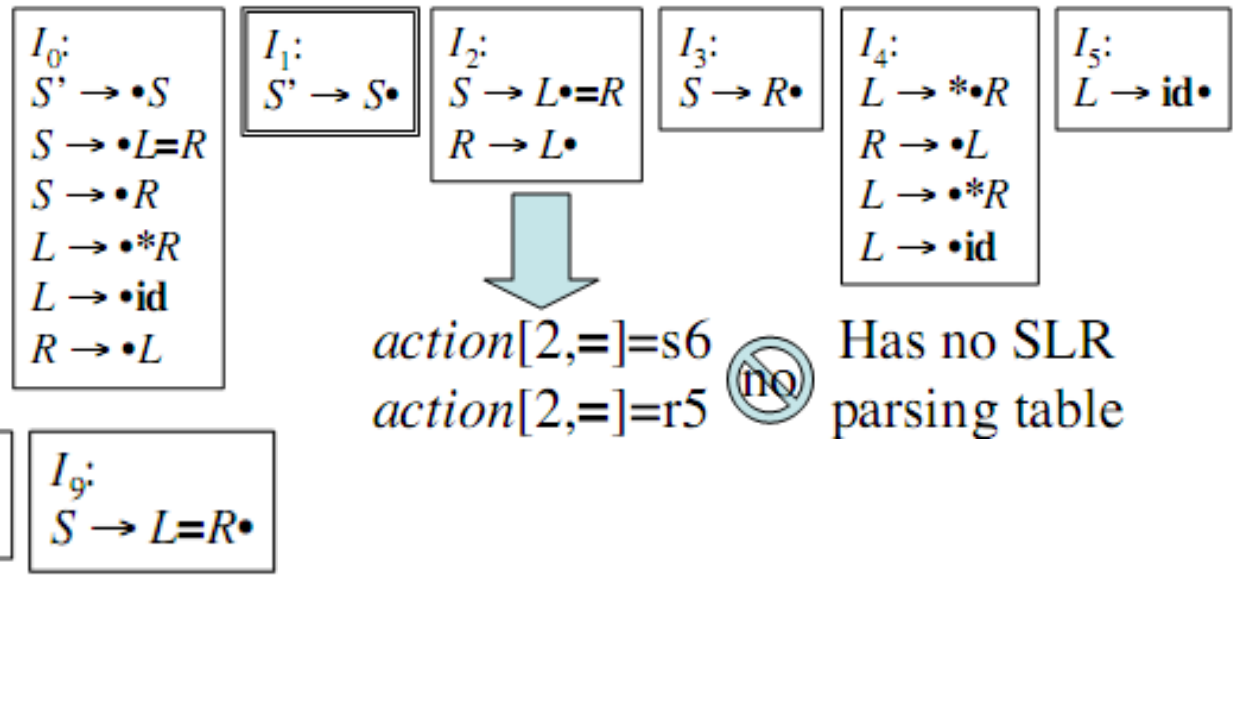 I₀:
S’ → •S
S → •L=R
S → •R
L → •*R
L → •id
R → •L
I₁:
S’ → S•
I₂:
S → L•=R
R → L•
I₃:
S → R•
I₄:
L → *•R
R → •L
L → •*R
L → •id
I₅:
L → id•
action[2,=]=s6
action[2,=]=r5
no
Has no SLR
parsing table
I₉:
S → L=R•